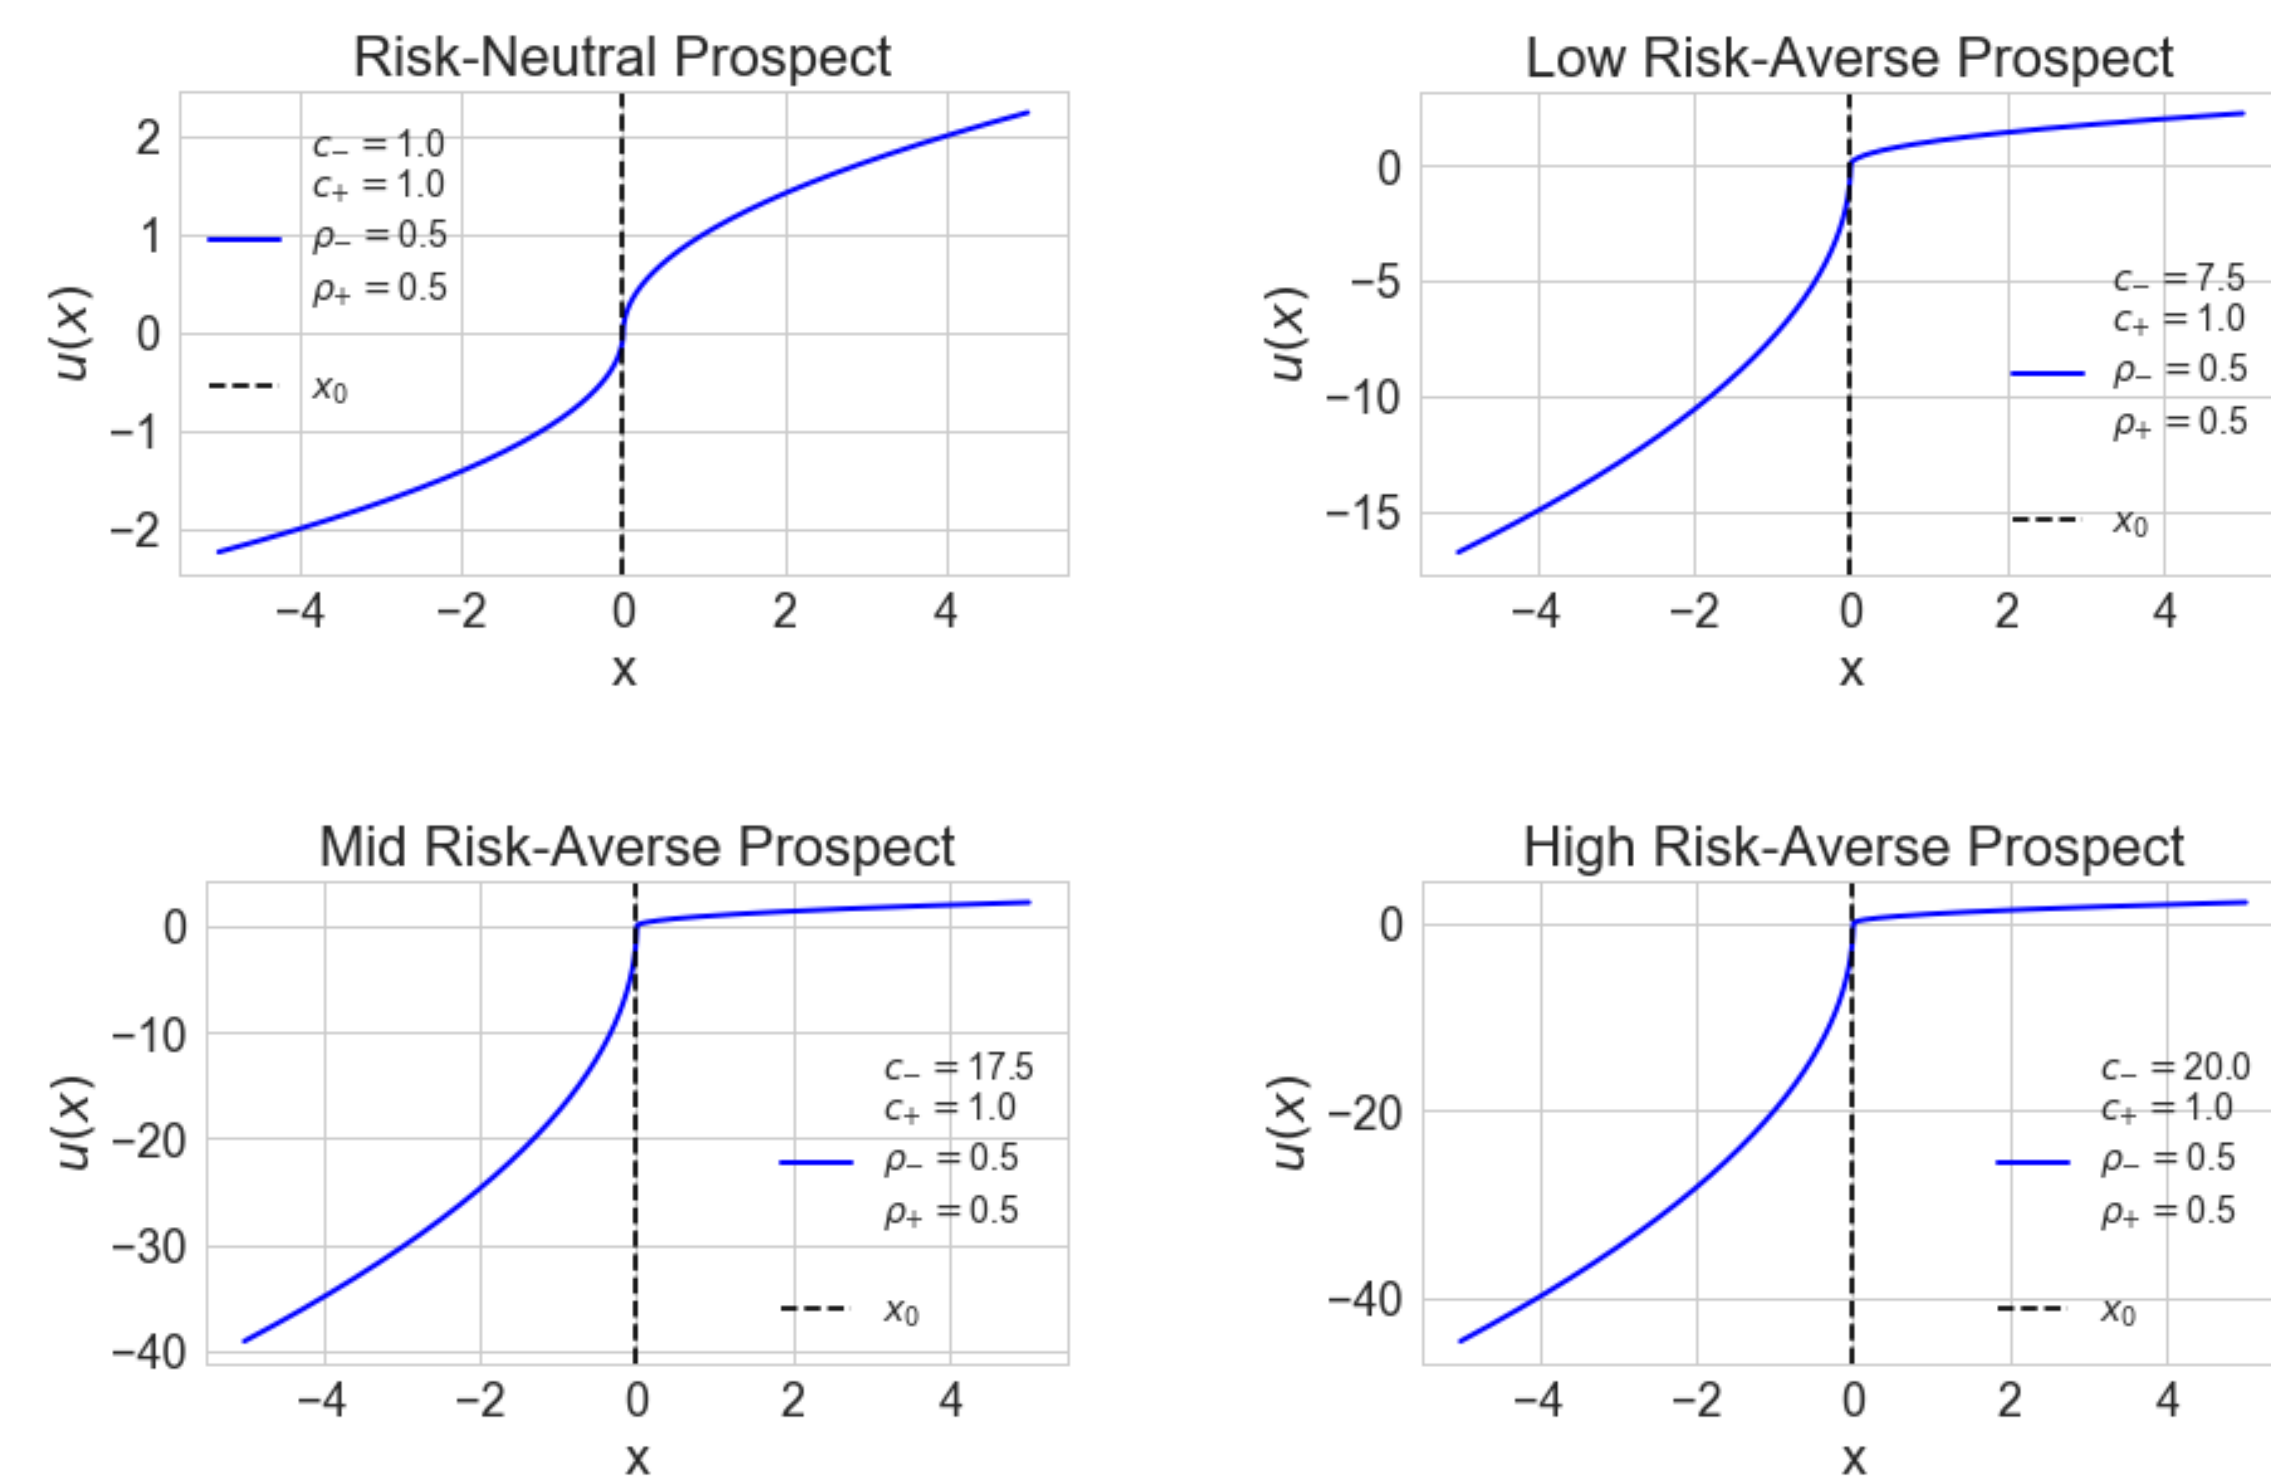 Risk-Neutral Prospect
2
1
0
−1
−2
u(x)
c₋ = 1.0
c₊ = 1.0
ρ₋ = 0.5
ρ₊ = 0.5
x₀
−4 −2 0 2 4
x
Low Risk-Averse Prospect
0
−5
−10
−15
u(x)
c₋ = 7.5
c₊ = 1.0
ρ₋ = 0.5
ρ₊ = 0.5
x₀
−4 −2 0 2 4
x
Mid Risk-Averse Prospect
0
−10
−20
−30
−40
u(x)
c₋ = 17.5
c₊ = 1.0
ρ₋ = 0.5
ρ₊ = 0.5
x₀
−4 −2 0 2 4
x
High Risk-Averse Prospect
0
−20
−40
u(x)
c₋ = 20.0
c₊ = 1.0
ρ₋ = 0.5
ρ₊ = 0.5
x₀
−4 −2 0 2 4
x